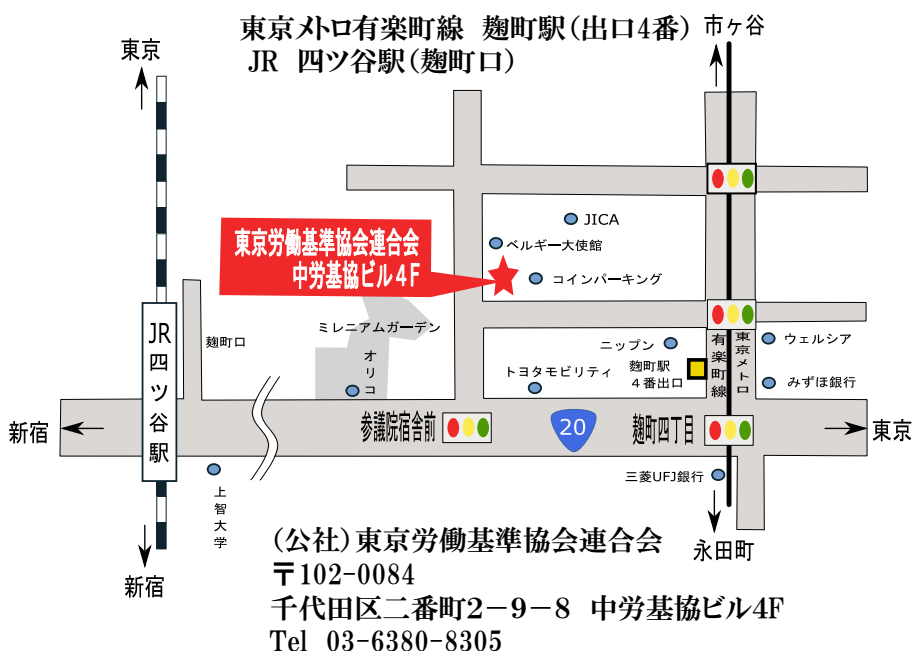 東京メトロ有楽町線 麹町駅(出口4番)
JR 四ツ谷駅(麹町口)
市ヶ谷
東京
JICA
ベルギー大使館
東京労働基準協会連合会
中労基協ビル4F
コインパーキング
ミレニアムガーデン
オリコ
麹町口
JR四ツ谷駅
ニッブン
麹町駅
4番出口
有楽町線
東京メトロ
ウェルシア
みずほ銀行
トヨタモビリティ
新宿
参議院宿舎前
20
麹町四丁目
東京
上智大学
三菱UFJ銀行
永田町
新宿
(公社)東京労働基準協会連合会
〒102-0084
千代田区二番町2-9-8 中労基協ビル4F
Tel 03-6380-8305